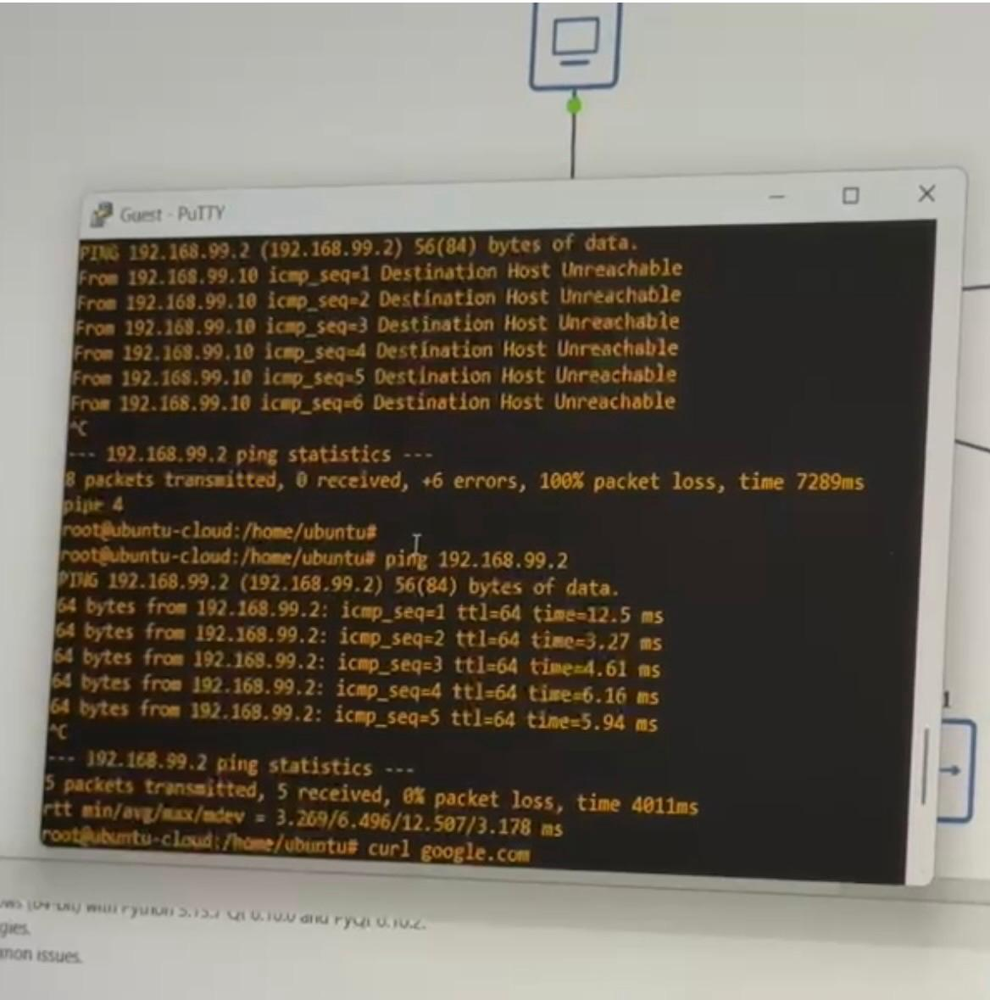 Guest - PuTTY
PING 192.168.99.2 (192.168.99.2) 56(84) bytes of data.
From 192.168.99.10 icmp_seq=1 Destination Host Unreachable
From 192.168.99.10 icmp_seq=2 Destination Host Unreachable
From 192.168.99.10 icmp_seq=3 Destination Host Unreachable
From 192.168.99.10 icmp_seq=4 Destination Host Unreachable
From 192.168.99.10 icmp_seq=5 Destination Host Unreachable
From 192.168.99.10 icmp_seq=6 Destination Host Unreachable
^C
--- 192.168.99.2 ping statistics ---
8 packets transmitted, 0 received, +6 errors, 100% packet loss, time 7289ms
pipe 4
root@ubuntu-cloud:/home/ubuntu#
root@ubuntu-cloud:/home/ubuntu# ping 192.168.99.2
PING 192.168.99.2 (192.168.99.2) 56(84) bytes of data.
64 bytes from 192.168.99.2: icmp_seq=1 ttl=64 time=12.5 ms
64 bytes from 192.168.99.2: icmp_seq=2 ttl=64 time=3.27 ms
64 bytes from 192.168.99.2: icmp_seq=3 ttl=64 time=4.61 ms
64 bytes from 192.168.99.2: icmp_seq=4 ttl=64 time=6.16 ms
64 bytes from 192.168.99.2: icmp_seq=5 ttl=64 time=5.94 ms
^C
--- 192.168.99.2 ping statistics ---
5 packets transmitted, 5 received, 0% packet loss, time 4011ms
rtt min/avg/max/mdev = 3.269/6.496/12.507/3.178 ms
root@ubuntu-cloud:/home/ubuntu# curl google.com
1
with Python and PyQt
gies.
mon issues.